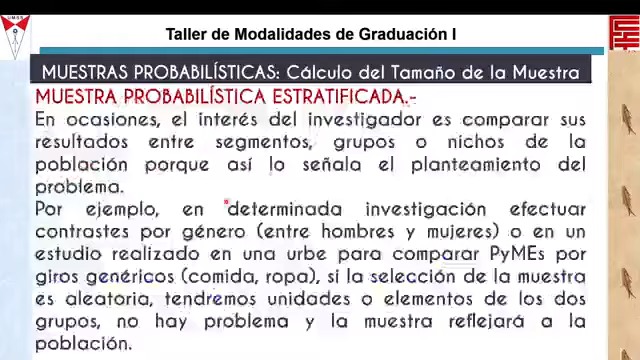 UMSS
Taller de Modalidades de Graduación I
MUESTRAS PROBABILÍSTICAS: Cálculo del Tamaño de la Muestra
MUESTRA PROBABILÍSTICA ESTRATIFICADA.-
En ocasiones, el interés del investigador es comparar sus
resultados entre segmentos, grupos o nichos de la
población porque así lo señala el planteamiento del
problema.
Por ejemplo, en determinada investigación efectuar
contrastes por género (entre hombres y mujeres) o en un
estudio realizado en una urbe para comparar PyMEs por
giros genéricos (comida, ropa), si la selección de la muestra
es aleatoria, tendremos unidades o elementos de los dos
grupos, no hay problema y la muestra reflejará a la
población.